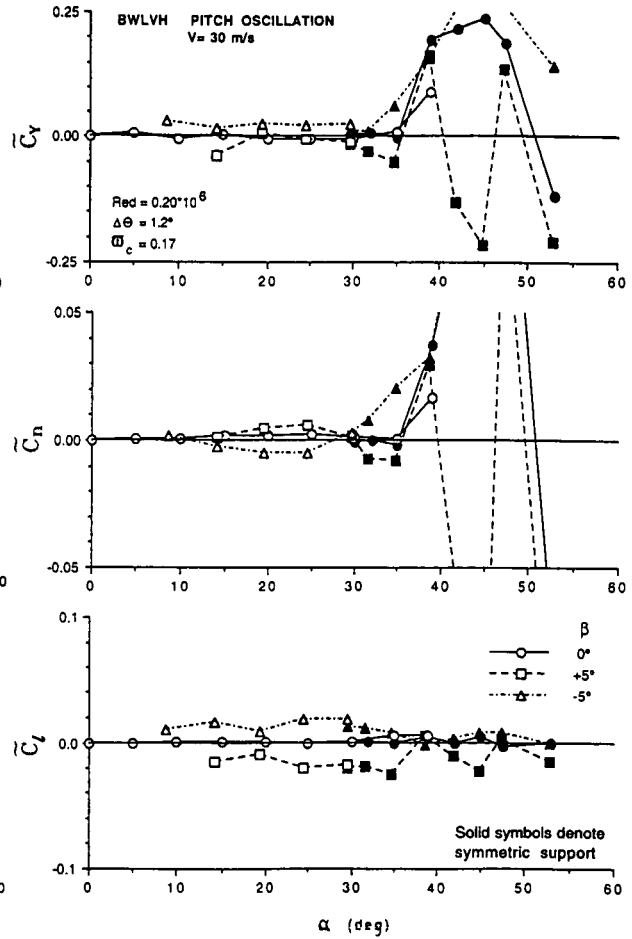 BWLVH PITCH OSCILLATION
V= 30 m/s
0.25
0.00
-0.25
C̃Y
Red = 0.20*10^6
ΔΘ = 1.2°
ω̅c = 0.17
0 10 20 30 40 50 60
0.05
0.00
-0.05
C̃n
0 10 20 30 40 50 60
0.1
0.0
-0.1
C̃ℓ
β
0°
+5°
-5°
Solid symbols denote
symmetric support
0 10 20 30 40 50 60
α (deg)